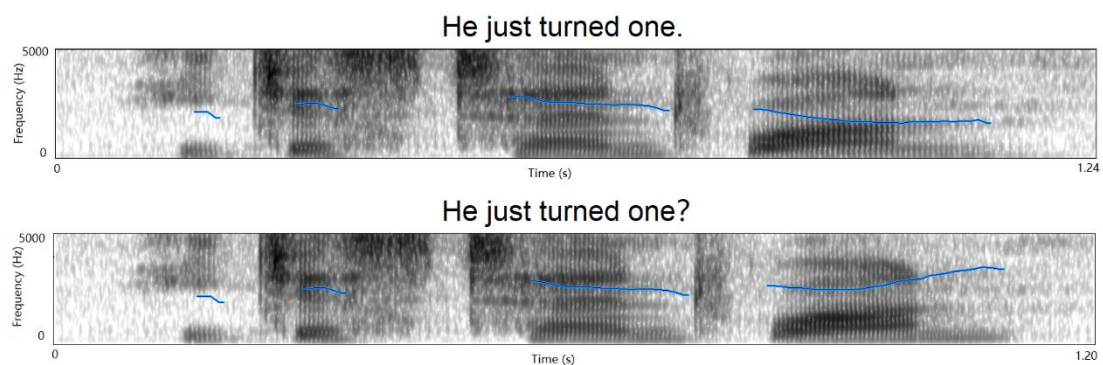 He just turned one.
5000
Frequency (Hz)
0
0
Time (s)
1.24
He just turned one?
5000
Frequency (Hz)
0
0
Time (s)
1.20